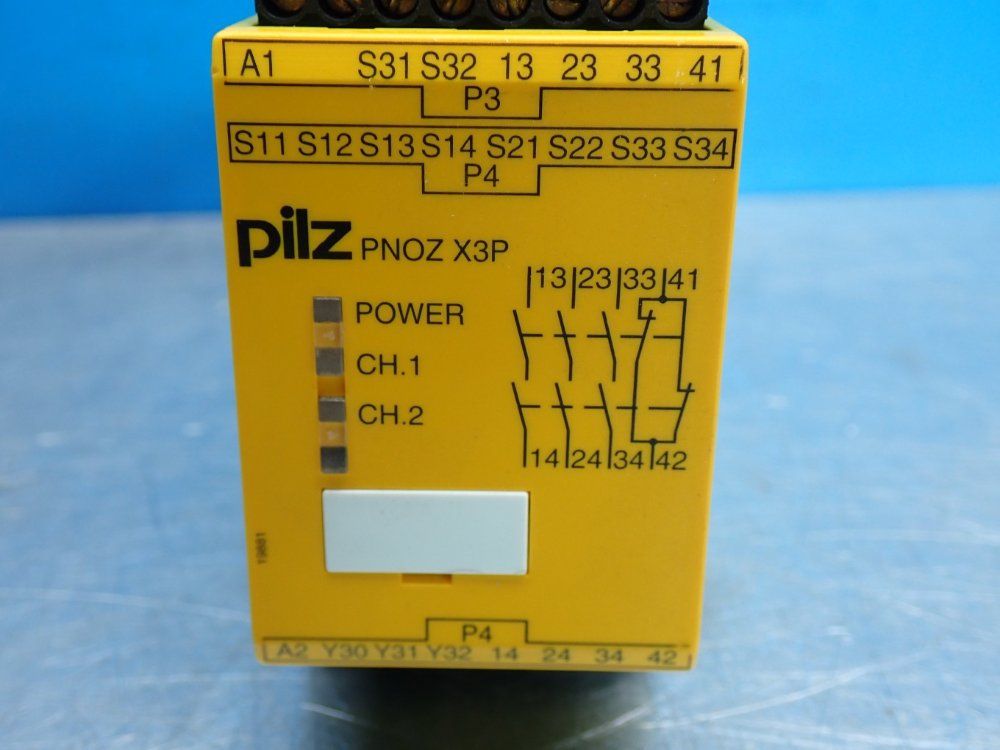 A1 S31 S32 13 23 33 41
P3
S11 S12 S13 S14 S21 S22 S33 S34
P4
pilz PNOZ X3P
13 23 33 41
POWER
CH.1
CH.2
14 24 34 42
19881
P4
A2 Y30 Y31 Y32 14 24 34 42